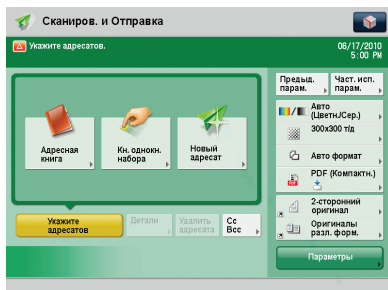 Сканиров. и Отправка
Укажите адресатов.
06/17/2010
5:00 PM
Предыд.
парам.
Част. исп.
парам.
Адресная
книга
Кн. однокн.
набора
Новый
адресат
Авто
(Цветн./Сер.)
300x300 т/д
Авто формат
PDF (Компактн.)
2-сторонний
оригинал
Оригиналы
разл. форм.
Укажите
адресатов
Детали
Удалить
адресата
Cc
Bcc
Параметры